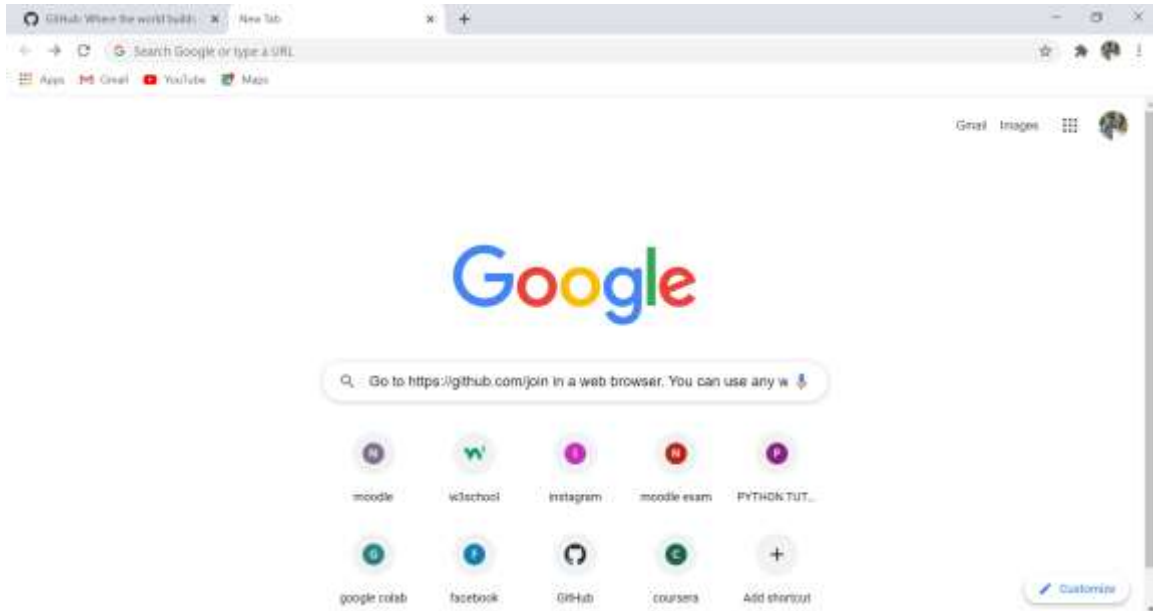 GitHub: Where the world builds
New Tab
Search Google or type a URL
Apps Gmail YouTube Maps
Gmail Images
Google
Go to https://github.com/join in a web browser. You can use any w
N I N P
moodle w3school instagram moodle exam PYTHON TUT...
G F C
google colab facebook GitHub coursera Add shortcut
Customize